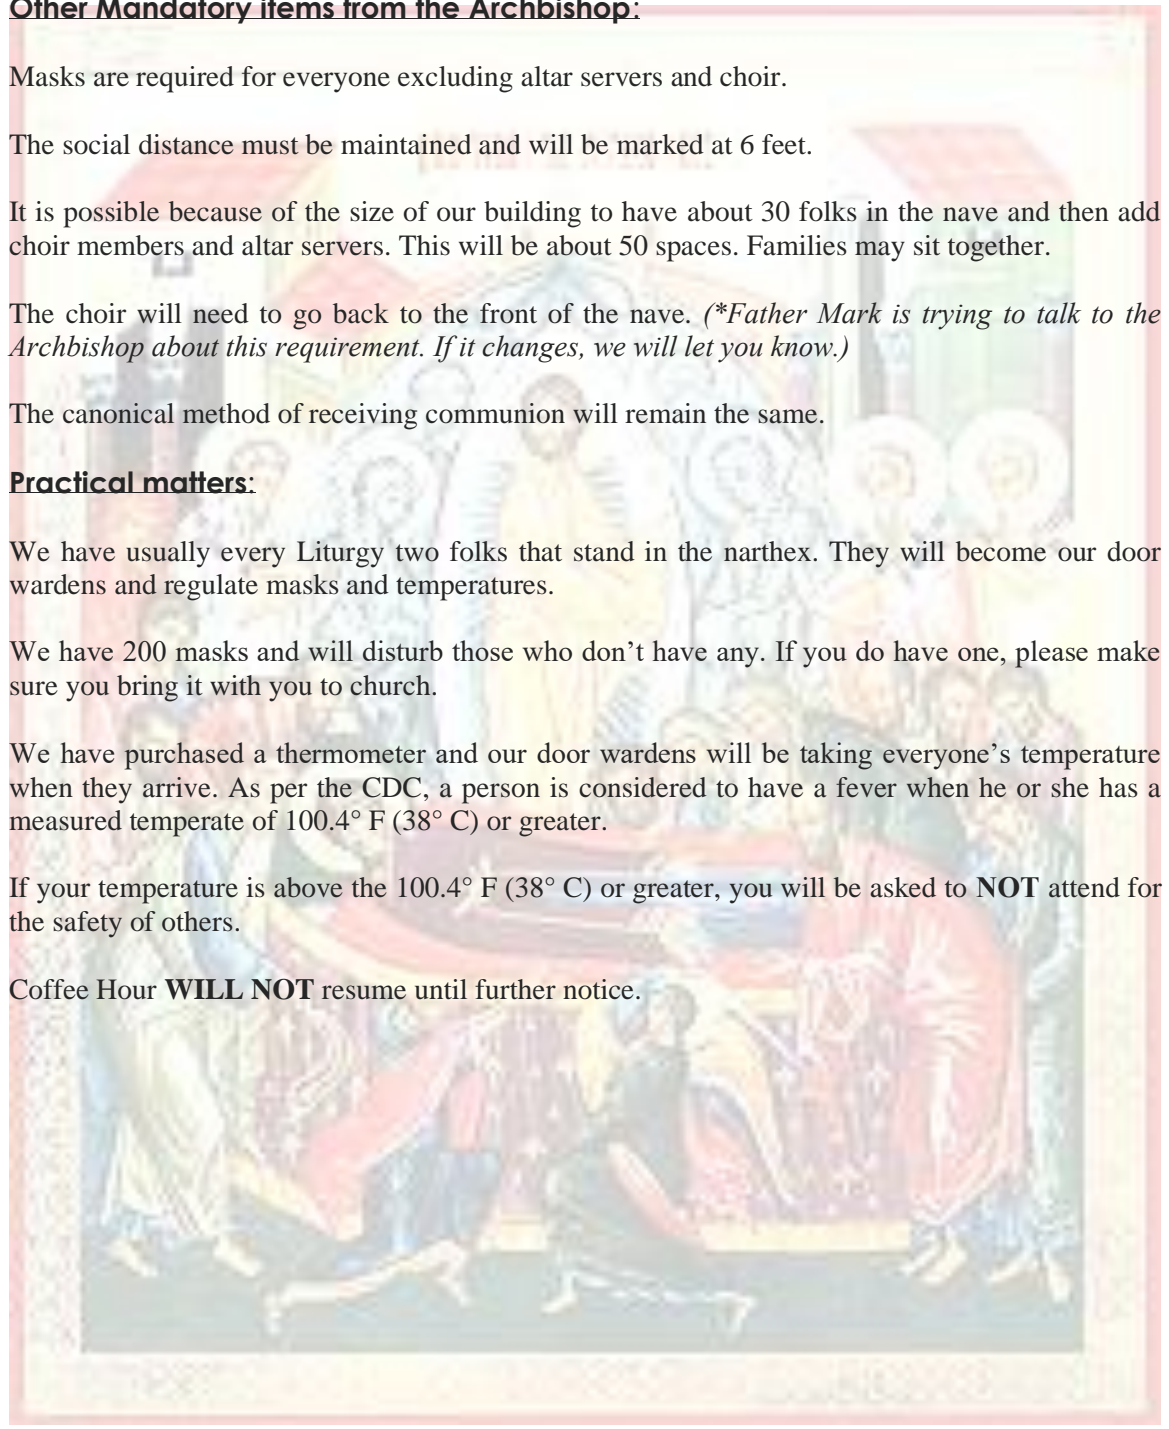 Other Mandatory items from the Archbishop:
Masks are required for everyone excluding altar servers and choir.
The social distance must be maintained and will be marked at 6 feet.
It is possible because of the size of our building to have about 30 folks in the nave and then add
choir members and altar servers. This will be about 50 spaces. Families may sit together.
The choir will need to go back to the front of the nave. (*Father Mark is trying to talk to the
Archbishop about this requirement. If it changes, we will let you know.)
The canonical method of receiving communion will remain the same.
Practical matters:
We have usually every Liturgy two folks that stand in the narthex. They will become our door
wardens and regulate masks and temperatures.
We have 200 masks and will disturb those who don’t have any. If you do have one, please make
sure you bring it with you to church.
We have purchased a thermometer and our door wardens will be taking everyone’s temperature
when they arrive. As per the CDC, a person is considered to have a fever when he or she has a
measured temperate of 100.4° F (38° C) or greater.
If your temperature is above the 100.4° F (38° C) or greater, you will be asked to NOT attend for
the safety of others.
Coffee Hour WILL NOT resume until further notice.